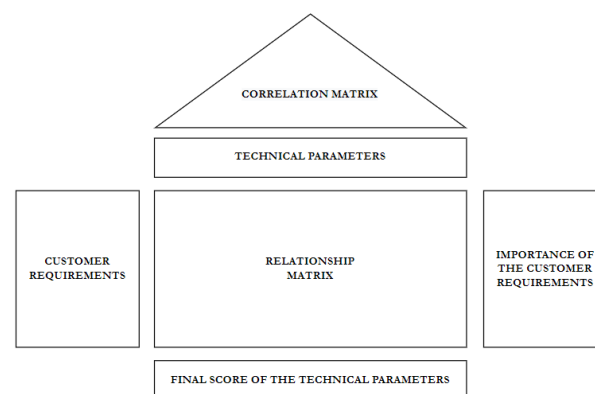 CORRELATION MATRIX
TECHNICAL PARAMETERS
CUSTOMER
REQUIREMENTS
RELATIONSHIP
MATRIX
IMPORTANCE OF
THE CUSTOMER
REQUIREMENTS
FINAL SCORE OF THE TECHNICAL PARAMETERS